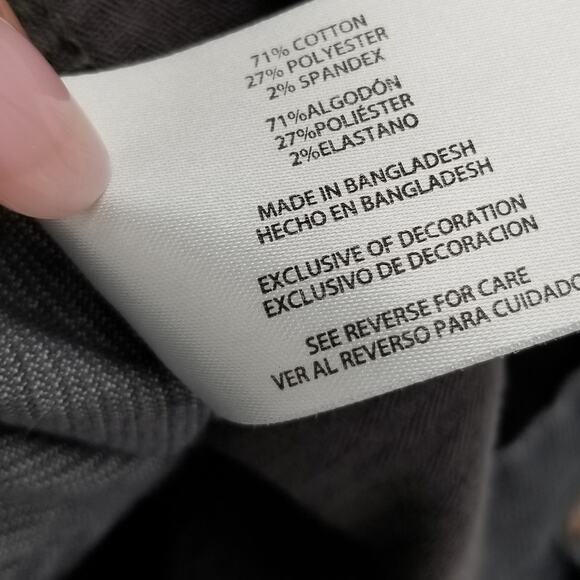 71% COTTON
27% POLYESTER
2% SPANDEX
71%ALGODÓN
27%POLIÉSTER
2%ELASTANO
MADE IN BANGLADESH
HECHO EN BANGLADESH
EXCLUSIVE OF DECORATION
EXCLUSIVO DE DECORACION
SEE REVERSE FOR CARE
VER AL REVERSO PARA CUIDADO